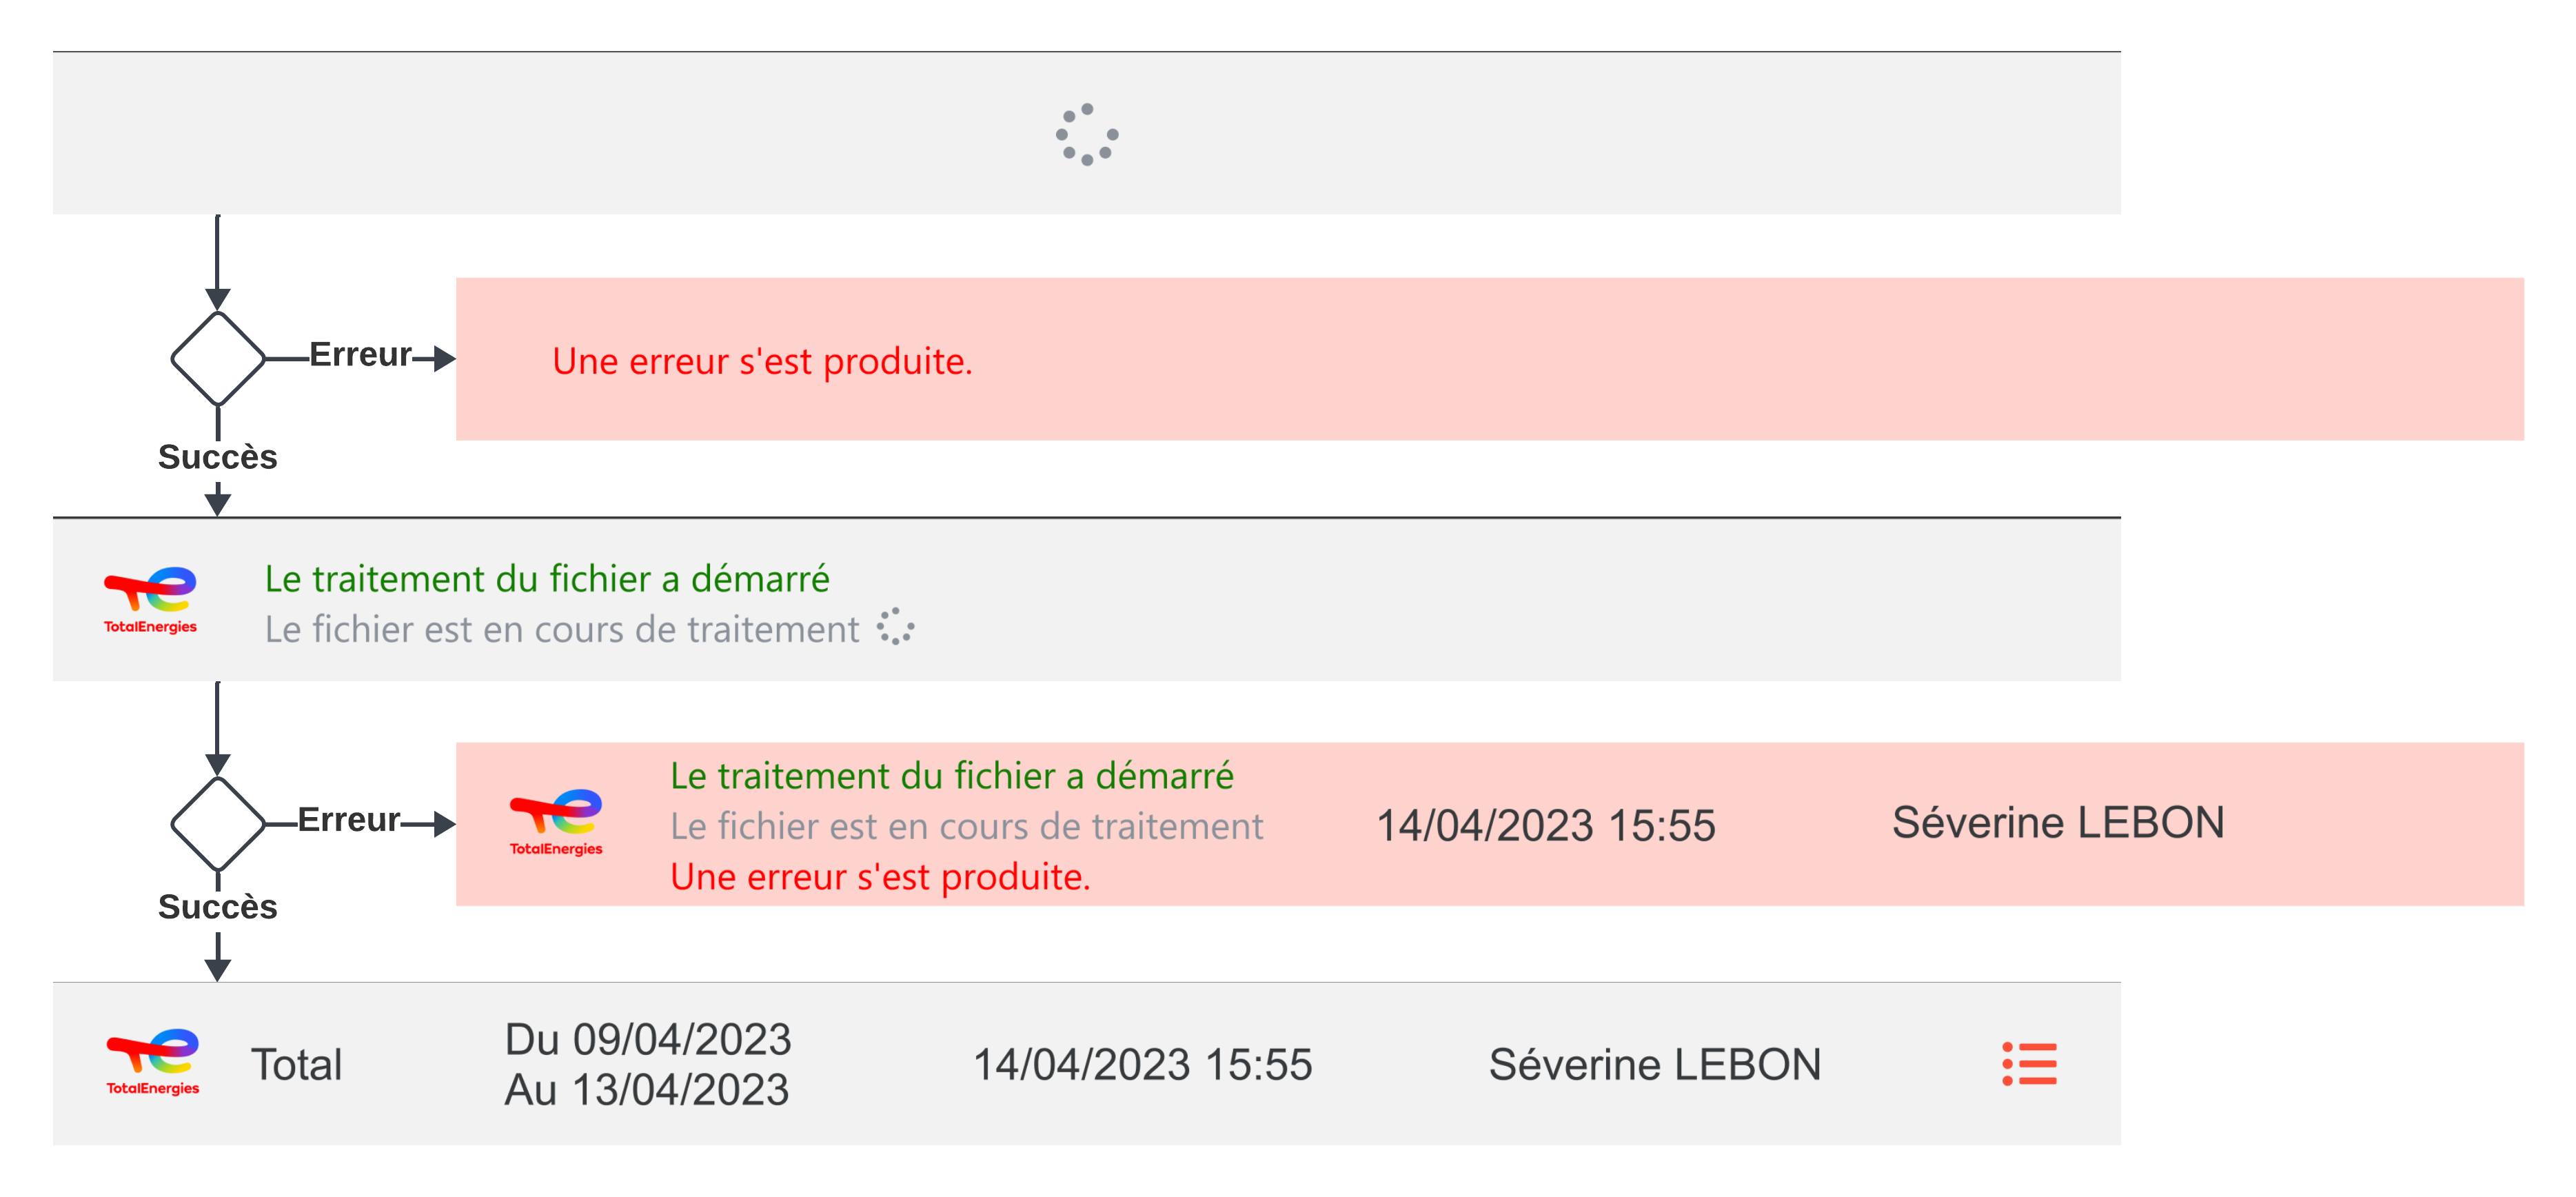 Erreur
Une erreur s'est produite.
Succès
TotalEnergies
Le traitement du fichier a démarré
Le fichier est en cours de traitement
Erreur
TotalEnergies
Le traitement du fichier a démarré
Le fichier est en cours de traitement
Une erreur s'est produite.
14/04/2023 15:55
Séverine LEBON
Succès
TotalEnergies
Total
Du 09/04/2023
Au 13/04/2023
14/04/2023 15:55
Séverine LEBON